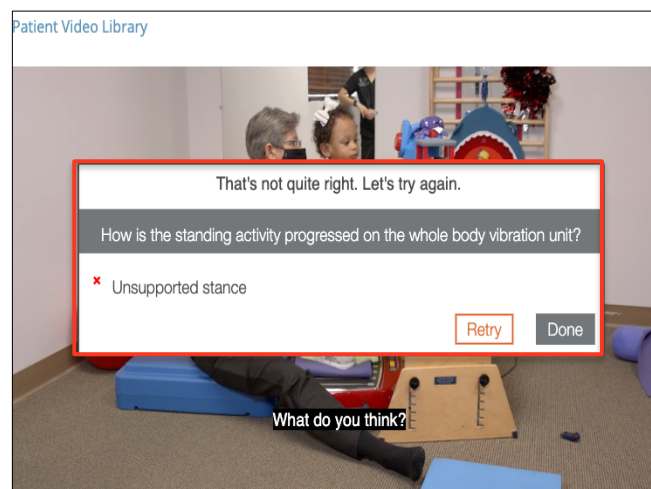 Patient Video Library
That's not quite right. Let's try again.
How is the standing activity progressed on the whole body vibration unit?
× Unsupported stance
Retry
Done
What do you think?